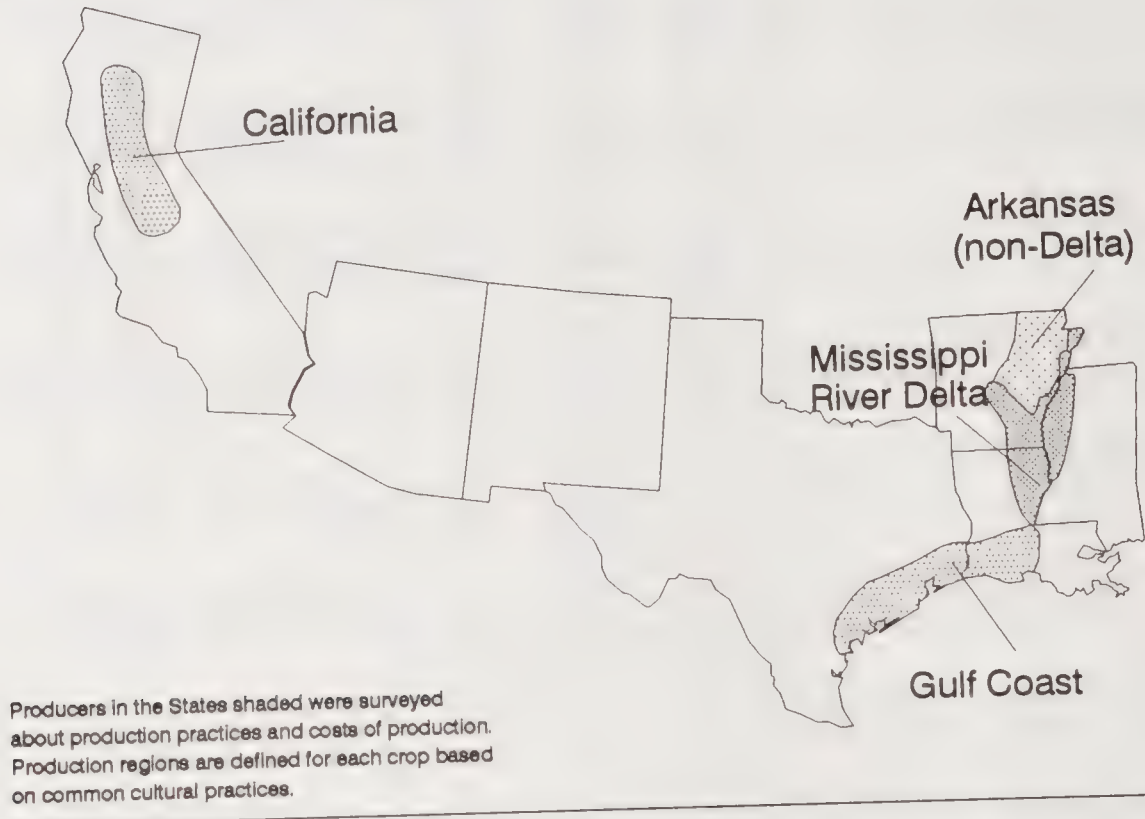 California
Arkansas
(non-Delta)
Mississippi
River Delta
Gulf Coast
Producers in the States shaded were surveyed
about production practices and costs of production.
Production regions are defined for each crop based
on common cultural practices.